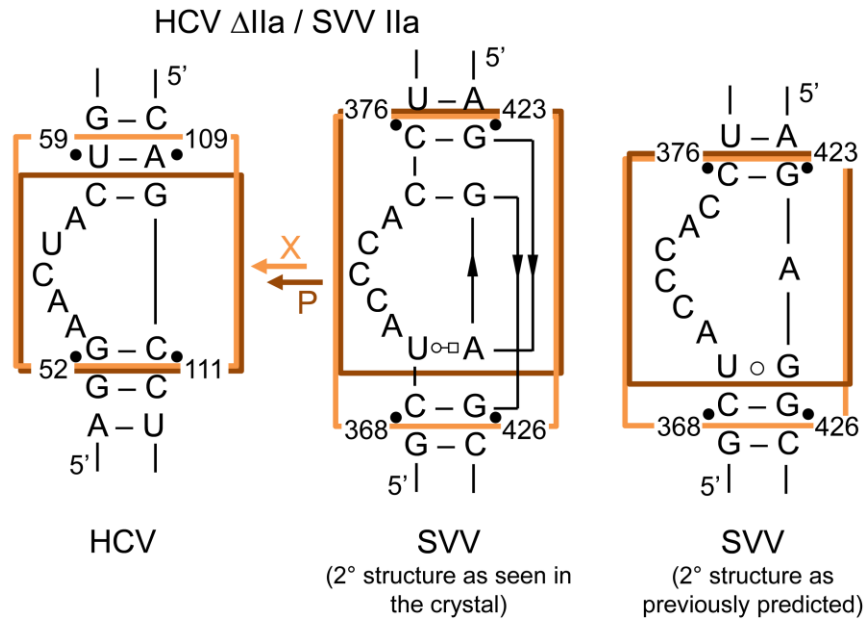 HCV ΔIIa / SVV IIa
5'
G – C
59 109
U – A
C – G
A
U
C
A
A
G – C
52 111
G – C
A – U
5'
HCV
X
P
5'
U – A
376 423
C – G
C – G
A
C
C
C
A
U A
C – G
368 426
G – C
5'
SVV
(2° structure as seen in
the crystal)
5'
U – A
376 423
C – G
C
A
C
A
C
C
A
U G
C – G
368 426
G – C
5'
SVV
(2° structure as
previously predicted)